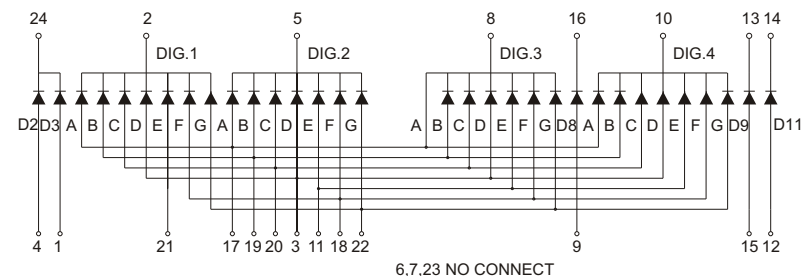 24 2 5 8 16 10 13 14
DIG.1 DIG.2 DIG.3 DIG.4
D2 D3 A B C D E F G A B C D E F G A B C D E F G D8 A B C D E F G D9 D11
4 1 21 17 19 20 3 11 18 22 9 15 12
6,7,23 NO CONNECT